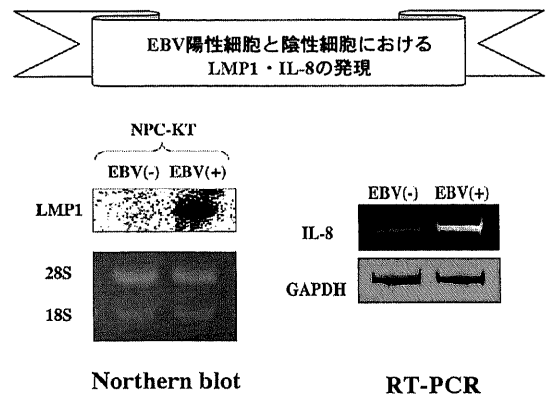 EBV陽性細胞と陰性細胞における
LMP1・IL-8の発現
NPC-KT
EBV(-) EBV(+)
LMP1
28S
18S
Northern blot
EBV(-) EBV(+)
IL-8
GAPDH
RT-PCR